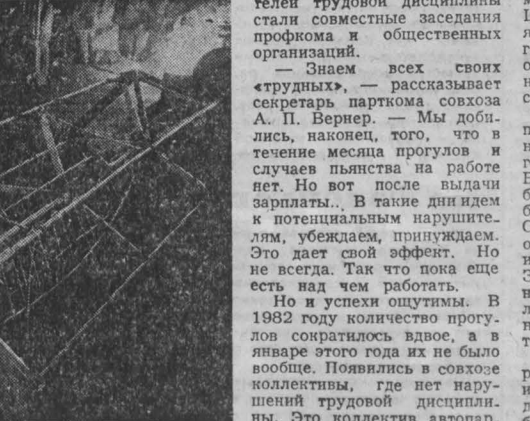 телей трудовой дисциплины
стали совместные заседания
профкома и общественных
организаций.
— Знаем всех своих
«трудных», — рассказывает
секретарь парткома совхоза
А. П. Вернер. — Мы доби-
лись, наконец, того, что в
течение месяца прогулов и
случаев пьянства на работе
нет. Но вот после выдачи
зарплаты... В такие дни идем
к потенциальным нарушите-
лям, убеждаем, принуждаем.
Это дает свой эффект. Но
не всегда. Так что пока еще
есть над чем работать.
Но и успехи ощутимы. В
1982 году количество прогу-
лов сократилось вдвое, а в
январе этого года их не было
вообще. Появились в совхозе
коллективы, где нет нару-
шений трудовой дисципли-
ны. Это коллектив автопар-